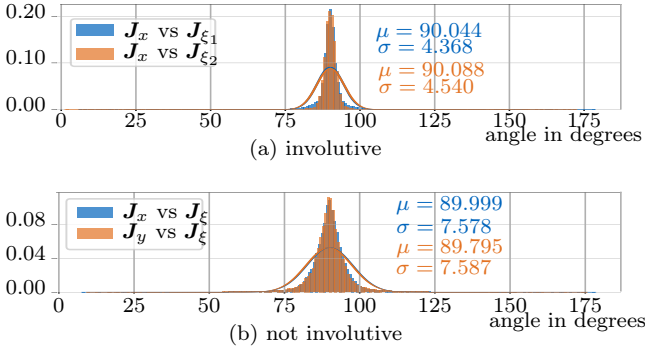 0.20
0.10
0.00
J_x vs J_ξ1
J_x vs J_ξ2
μ = 90.044
σ = 4.368
μ = 90.088
σ = 4.540
0 25 50 75 100 125 150 175
angle in degrees
(a) involutive
0.08
0.04
0.00
J_x vs J_ξ
J_y vs J_ξ
μ = 89.999
σ = 7.578
μ = 89.795
σ = 7.587
0 25 50 75 100 125 150 175
angle in degrees
(b) not involutive